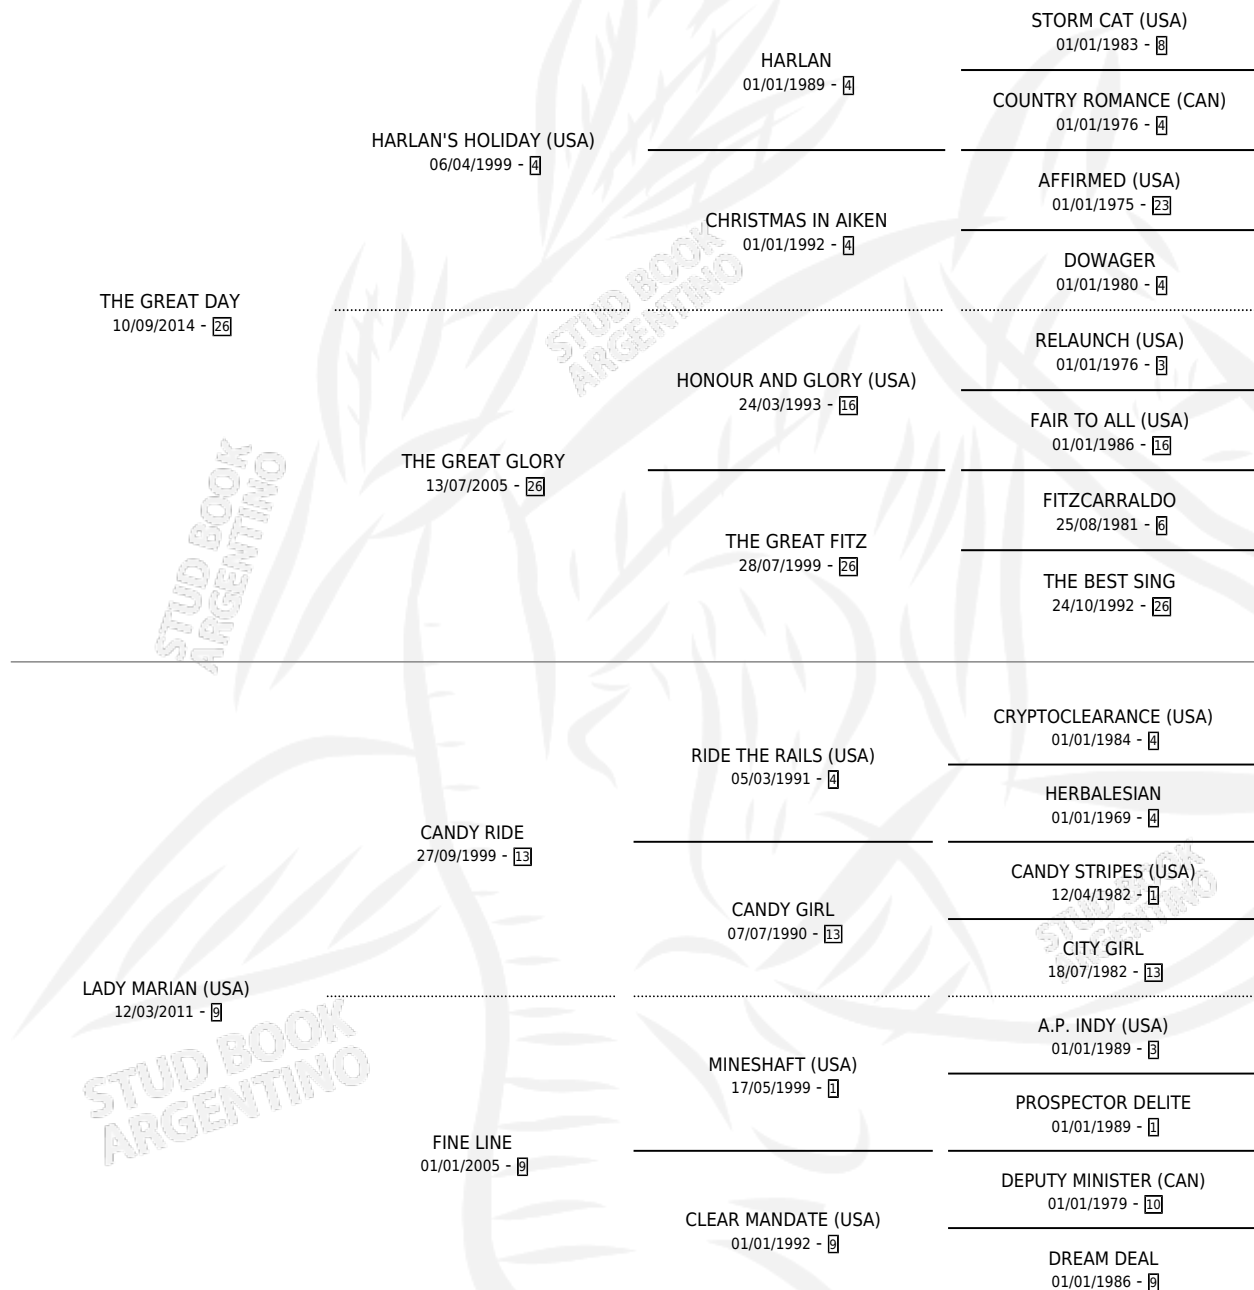 STORM CAT (USA)
01/01/1983 - 8
HARLAN
01/01/1989 - 4
COUNTRY ROMANCE (CAN)
01/01/1976 - 4
HARLAN'S HOLIDAY (USA)
06/04/1999 - 4
AFFIRMED (USA)
01/01/1975 - 23
CHRISTMAS IN AIKEN
01/01/1992 - 4
DOWAGER
01/01/1980 - 4
THE GREAT DAY
10/09/2014 - 26
RELAUNCH (USA)
01/01/1976 - 3
HONOUR AND GLORY (USA)
24/03/1993 - 16
FAIR TO ALL (USA)
01/01/1986 - 16
THE GREAT GLORY
13/07/2005 - 26
FITZCARRALDO
25/08/1981 - 6
THE GREAT FITZ
28/07/1999 - 26
THE BEST SING
24/10/1992 - 26
STUD BOOK
ARGENTINO
STUD BOOK
ARGENTINO
CRYPTOCLEARANCE (USA)
01/01/1984 - 4
RIDE THE RAILS (USA)
05/03/1991 - 4
HERBALESIAN
01/01/1969 - 4
CANDY RIDE
27/09/1999 - 13
CANDY STRIPES (USA)
12/04/1982 - 1
CANDY GIRL
07/07/1990 - 13
CITY GIRL
18/07/1982 - 13
LADY MARIAN (USA)
12/03/2011 - 9
A.P. INDY (USA)
01/01/1989 - 3
MINESHAFT (USA)
17/05/1999 - 1
PROSPECTOR DELITE
01/01/1989 - 1
FINE LINE
01/01/2005 - 9
DEPUTY MINISTER (CAN)
01/01/1979 - 10
CLEAR MANDATE (USA)
01/01/1992 - 9
DREAM DEAL
01/01/1986 - 9
STUD BOOK
ARGENTINO
STUD BOOK
ARGENTINO